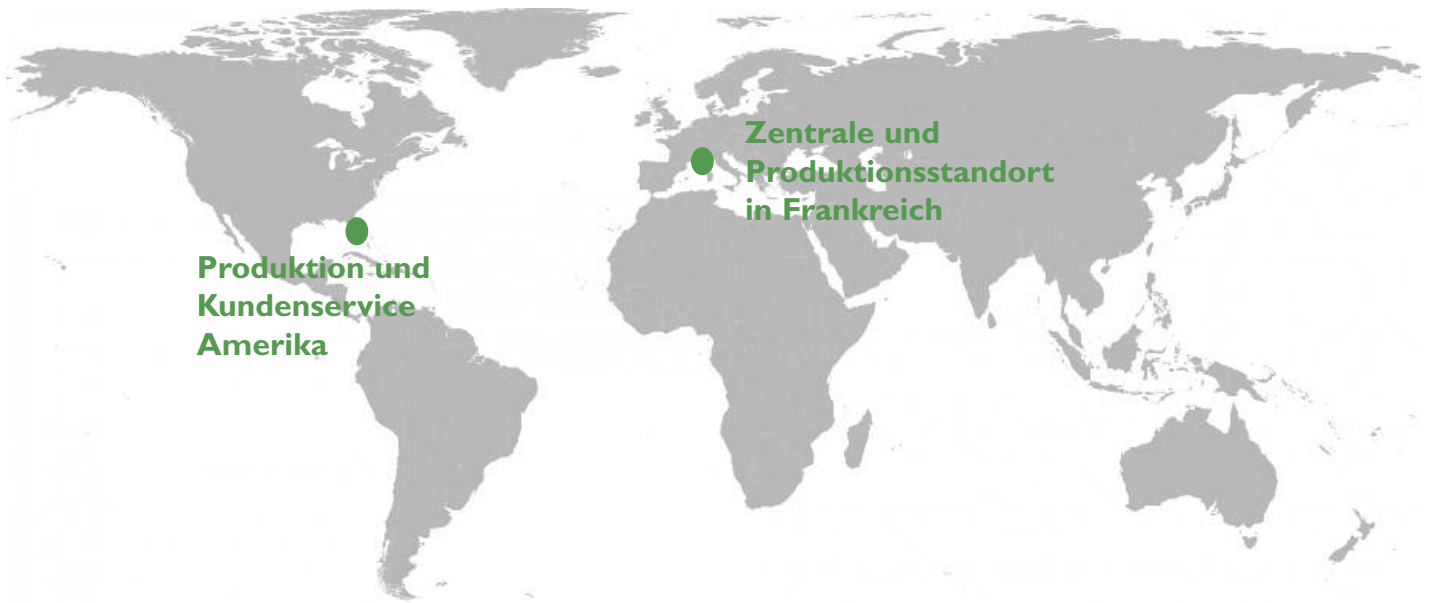 Zentrale und
Produktionsstandort
in Frankreich
Produktion und
Kundenservice
Amerika